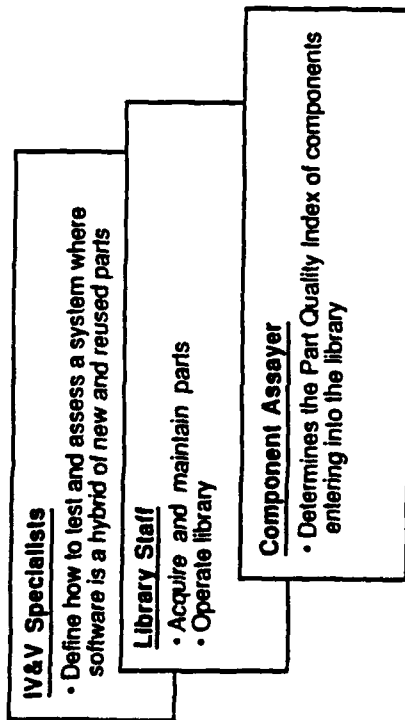 IV&V Specialists
• Define how to test and assess a system where
software is a hybrid of new and reused parts
Library Staff
• Acquire and maintain parts
• Operate library
Component Assayer
• Determines the Part Quality Index of components
entering into the library